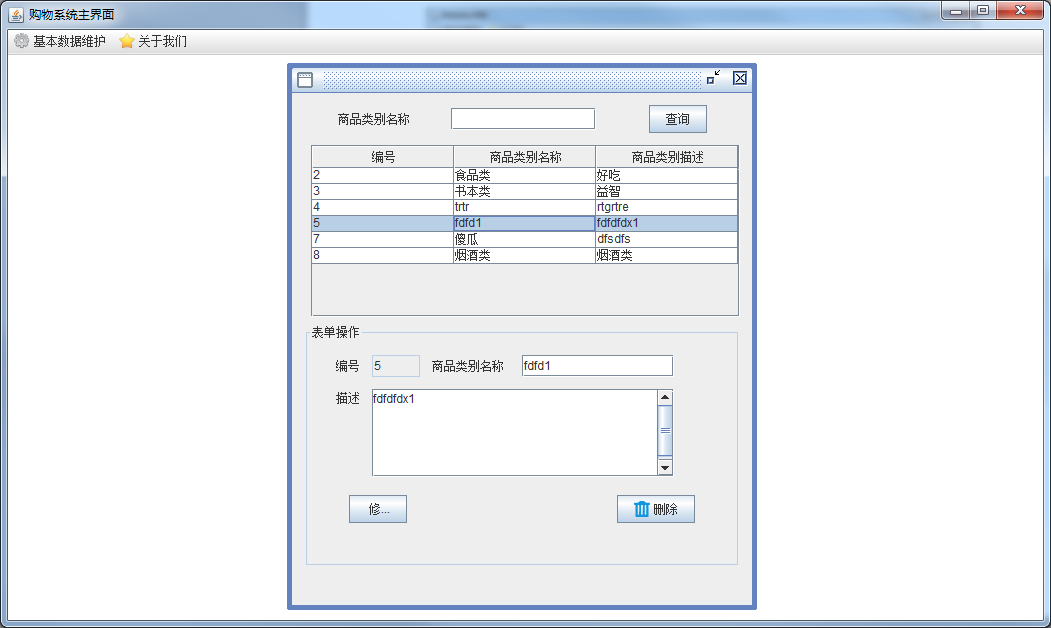 购物系统主界面
基本数据维护 关于我们
商品类别名称 查询
编号 商品类别名称 商品类别描述
2 食品类 好吃
3 书本类 益智
4 trtr rtgrtre
5 fdfd1 fdfdfdx1
7 傻瓜 dfsdfs
8 烟酒类 烟酒类
表单操作
编号 5 商品类别名称 fdfd1
描述 fdfdfdx1
修... 删除